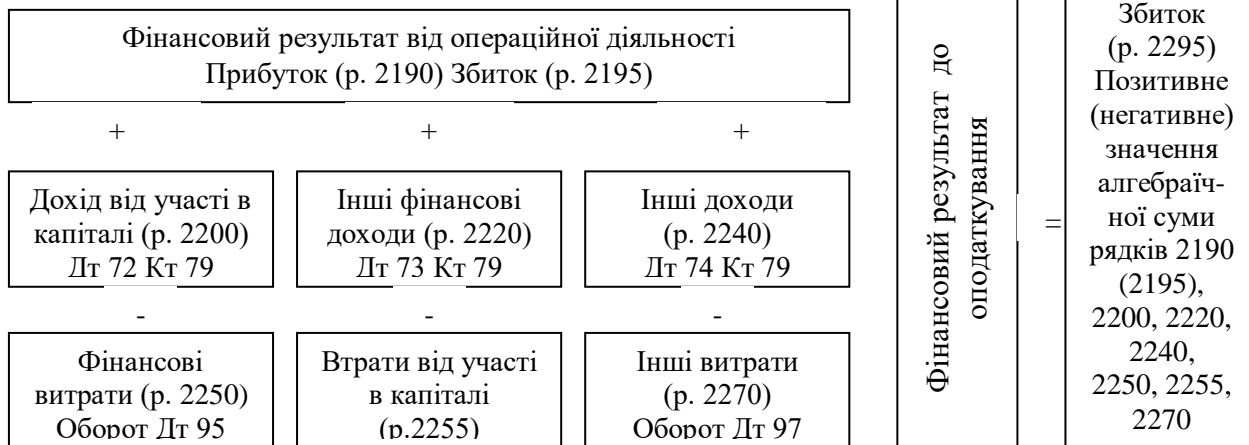 Фінансовий результат від операційної діяльності
Прибуток (р. 2190) Збиток (р. 2195)
+ + +
Дохід від участі в
капіталі (р. 2200)
Дт 72 Кт 79
Інші фінансові
доходи (р. 2220)
Дт 73 Кт 79
Інші доходи
(р. 2240)
Дт 74 Кт 79
- - -
Фінансові
витрати (р. 2250)
Оборот Дт 95
Втрати від участі
в капіталі
(р.2255)
Інші витрати
(р. 2270)
Оборот Дт 97
Фінансовий результат до
оподаткування
=
Збиток
(р. 2295)
Позитивне
(негативне)
значення
алгебраїч-
ної суми
рядків 2190
(2195),
2200, 2220,
2240,
2250, 2255,
2270